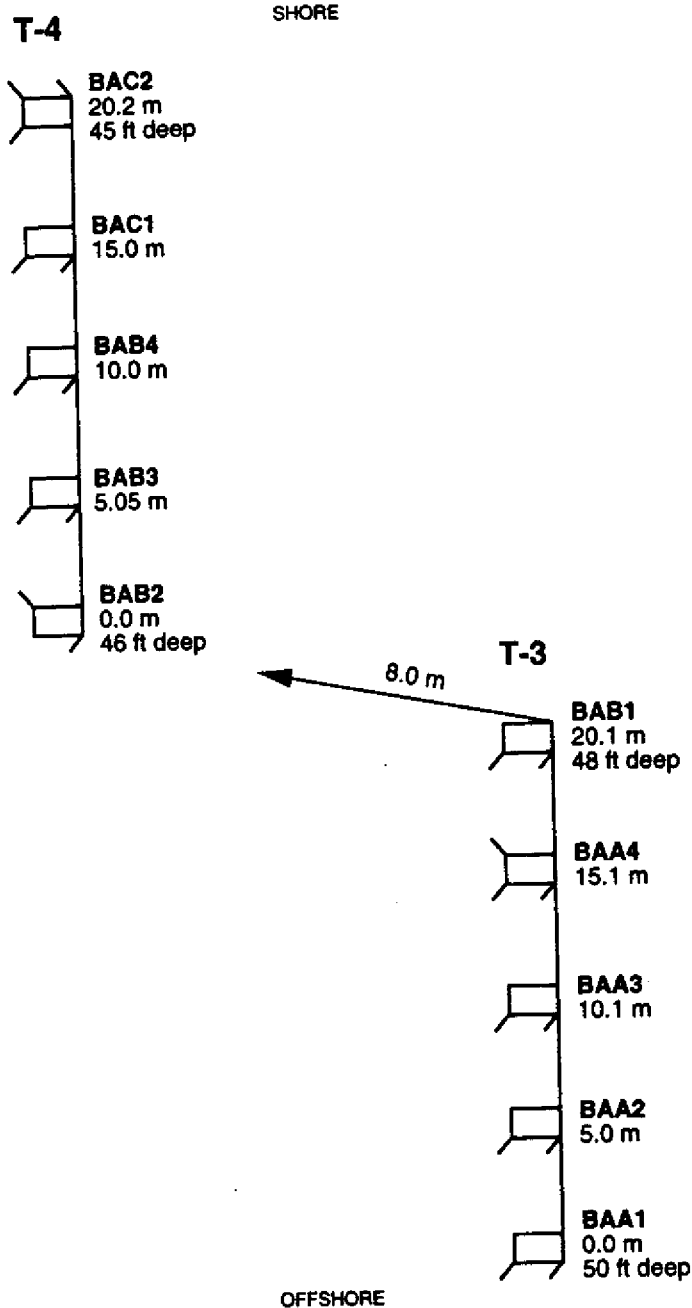 SHORE
T-4
BAC2
20.2 m
45 ft deep
BAC1
15.0 m
BAB4
10.0 m
BAB3
5.05 m
BAB2
0.0 m
46 ft deep
T-3
8.0 m
BAB1
20.1 m
48 ft deep
BAA4
15.1 m
BAA3
10.1 m
BAA2
5.0 m
BAA1
0.0 m
50 ft deep
OFFSHORE